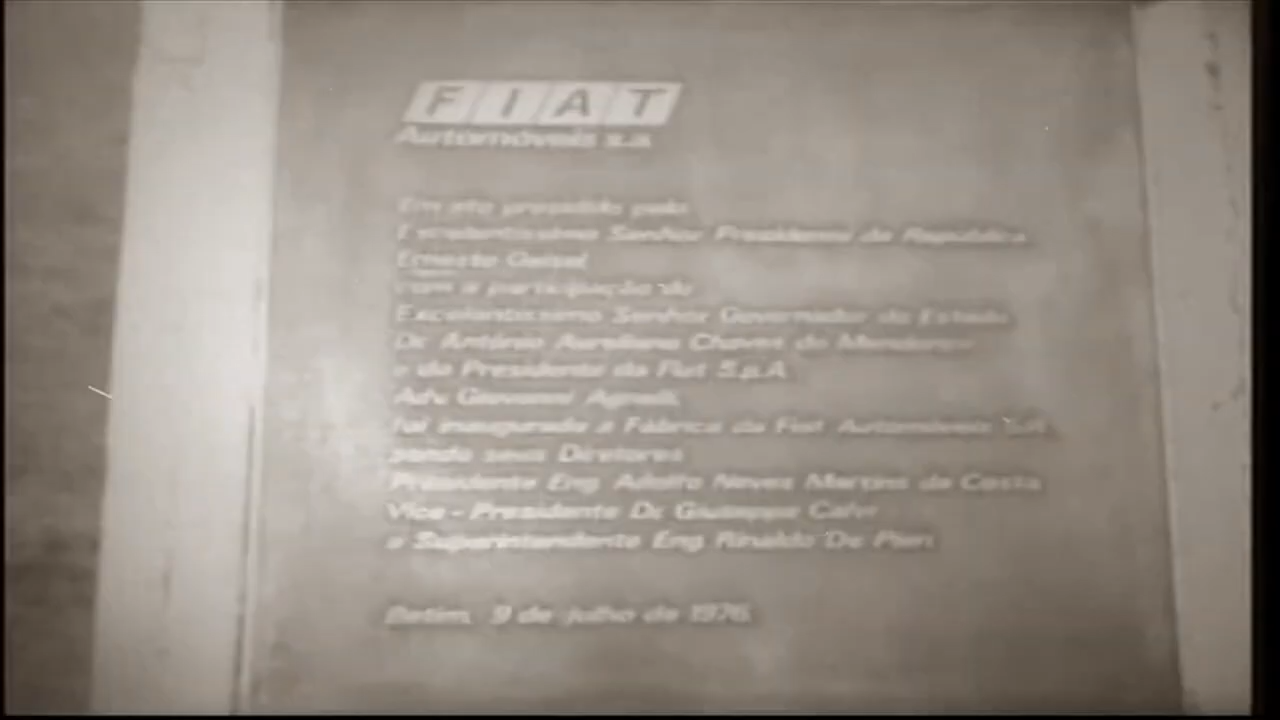 FIAT
Automóveis s.a.
Em ato presidido pelo
Excelentíssimo Senhor Presidente da República
Ernesto Geisel
com a participação do
Excelentíssimo Senhor Governador do Estado
Dr. Antônio Aureliano Chaves de Mendonça
e do Presidente da Fiat S.p.A.
Adv. Giovanni Agnelli,
foi inaugurada a Fábrica da Fiat Automóveis S.A.
sendo seus Diretores
Presidente Eng. Adolfo Neves Martins da Costa
Vice-Presidente Dr. Giuseppe
e Superintendente Eng. Rinaldo De Pieri
Betim, 9 de julho de 1976